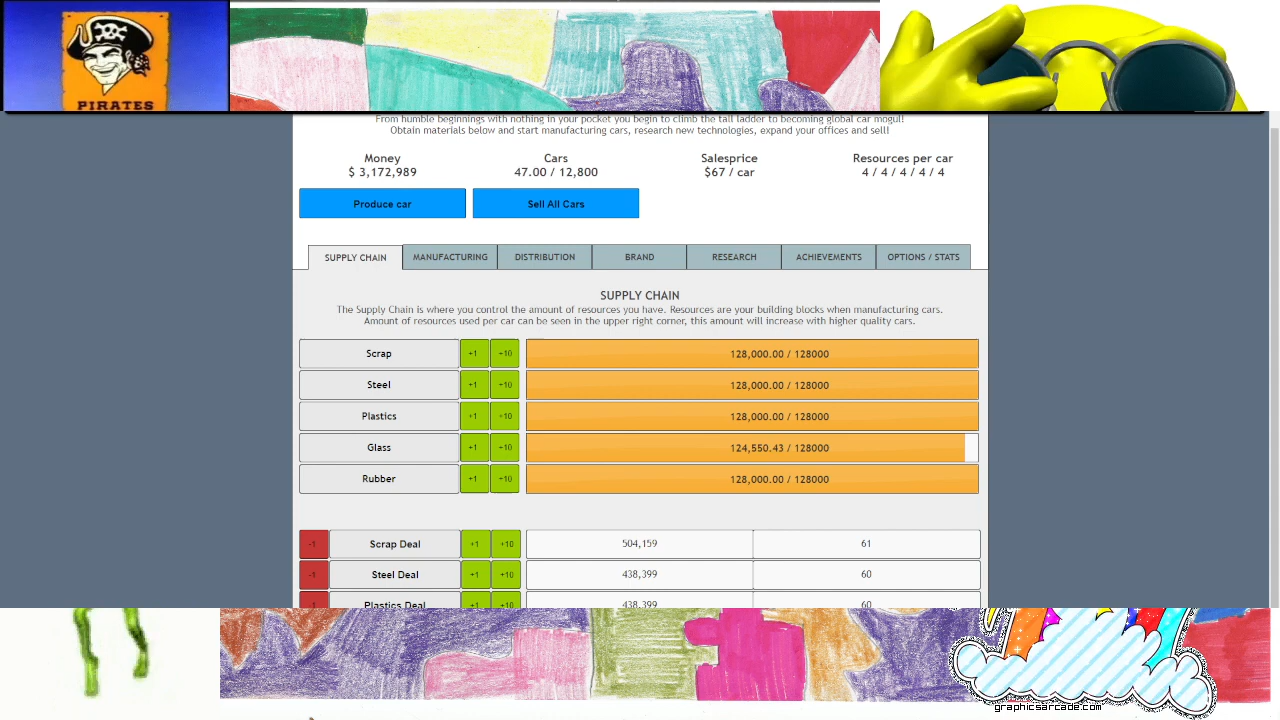 PIRATES
From humble beginnings with nothing in your pocket you begin to climb the tall ladder to becoming global car mogul!
Obtain materials below and start manufacturing cars, research new technologies, expand your offices and sell!
Money Cars Salesprice Resources per car
$ 3,172,989 47.00 / 12,800 $67 / car 4 / 4 / 4 / 4 / 4
Produce car Sell All Cars
SUPPLY CHAIN MANUFACTURING DISTRIBUTION BRAND RESEARCH ACHIEVEMENTS OPTIONS / STATS
SUPPLY CHAIN
The Supply Chain is where you control the amount of resources you have. Resources are your building blocks when manufacturing cars.
Amount of resources used per car can be seen in the upper right corner, this amount will increase with higher quality cars.
Scrap +1 +10 128,000.00 / 128000
Steel +1 +10 128,000.00 / 128000
Plastics +1 +10 128,000.00 / 128000
Glass +1 +10 124,550.43 / 128000
Rubber +1 +10 128,000.00 / 128000
-1 Scrap Deal +1 +10 504,159 61
-1 Steel Deal +1 +10 438,399 60
-1 Plastics Deal +1 +10 438,399 60
graphicsarcade.com